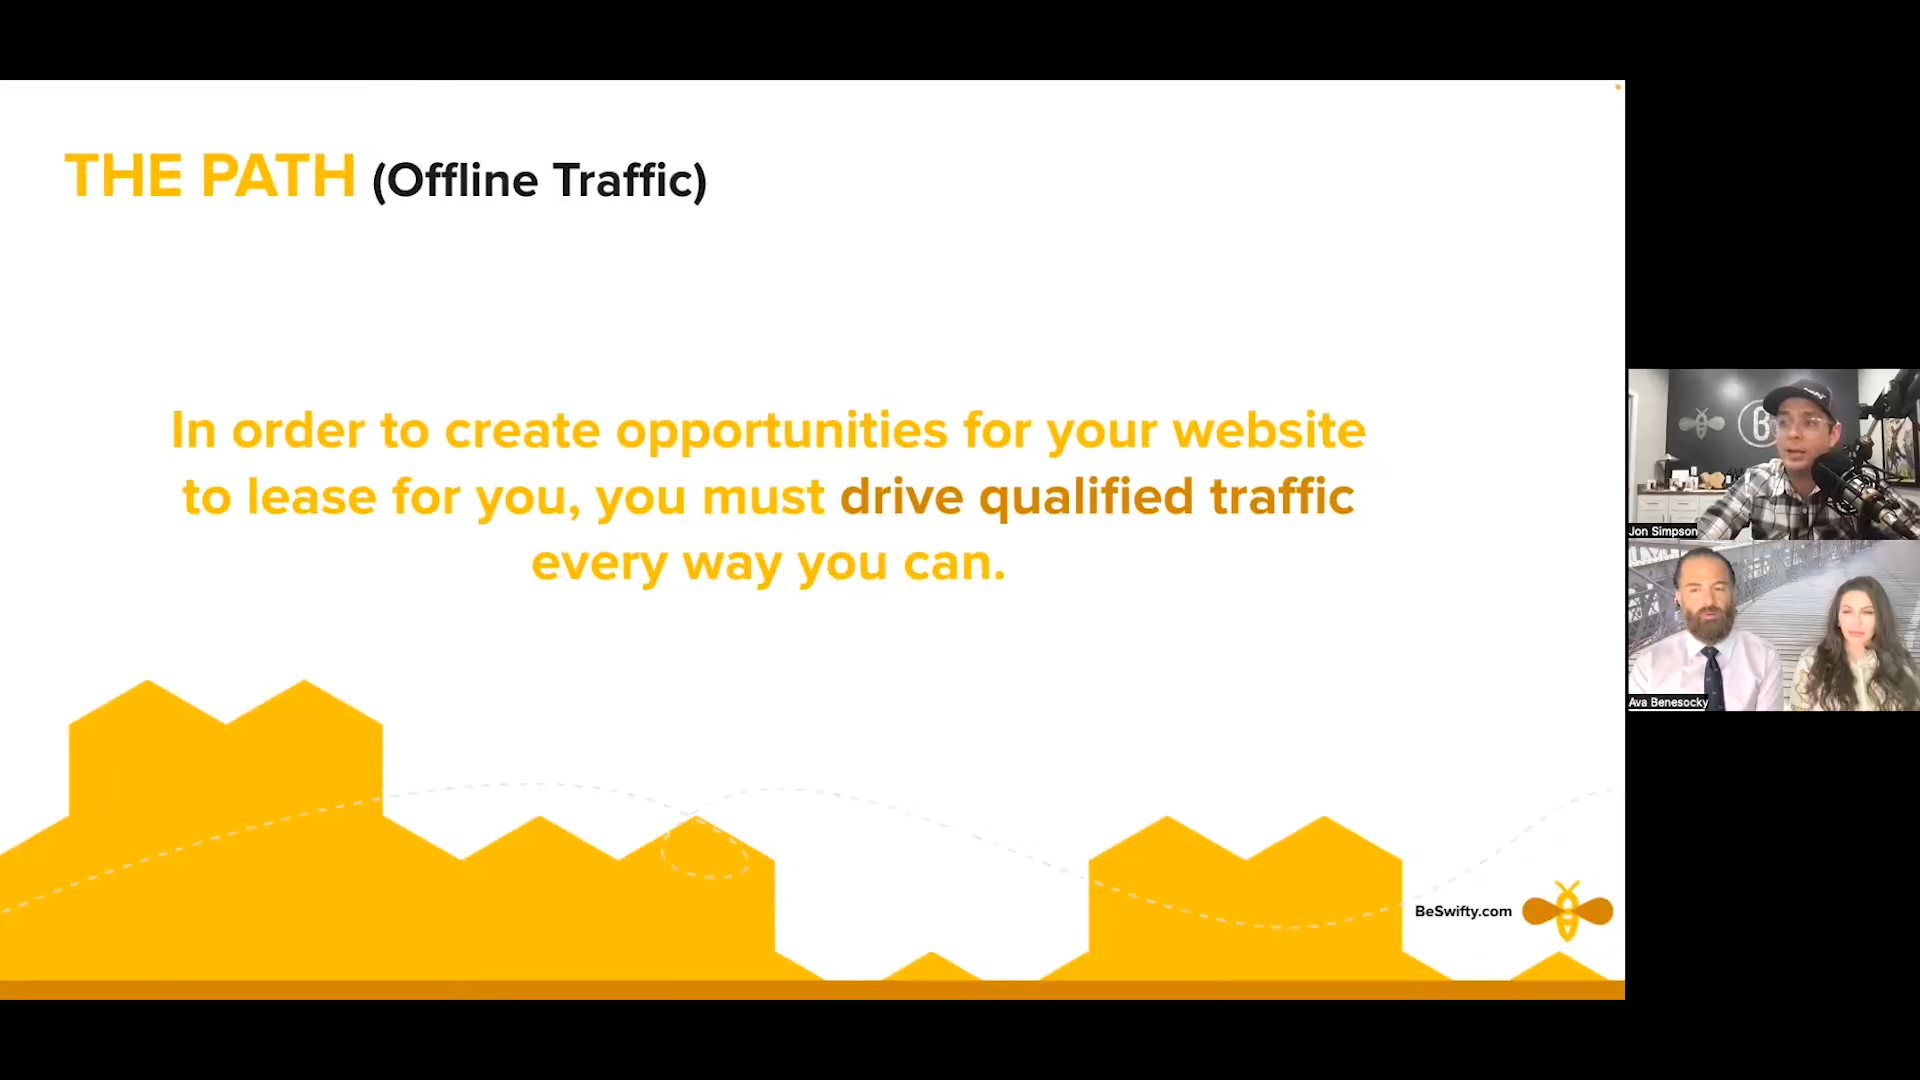 THE PATH (Offline Traffic)
In order to create opportunities for your website
to lease for you, you must drive qualified traffic
every way you can.
BeSwifty.com
Jon Simpson
Ava Benesocky